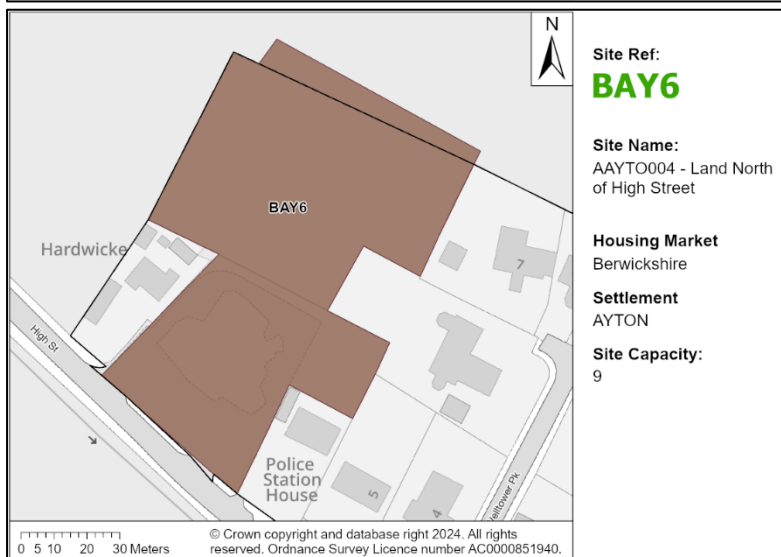 N
BAY6
Hardwicke
High St
7
Police
Station
House
5
4
0 5 10 20 30 Meters
© Crown copyright and database right 2024. All rights
reserved. Ordnance Survey Licence number AC0000851940.
Site Ref:
BAY6
Site Name:
AAYTO004 - Land North
of High Street
Housing Market
Berwickshire
Settlement
AYTON
Site Capacity:
9